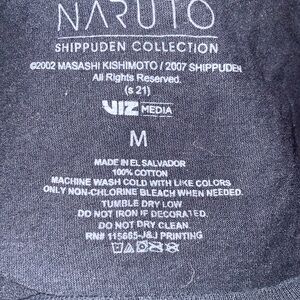 NARUTO
SHIPPUDEN COLLECTION
©2002 MASASHI KISHIMOTO / 2007 SHIPPUDEN
All Rights Reserved.
(s 21)
VIZ MEDIA
M
MADE IN EL SALVADOR
100% COTTON
MACHINE WASH COLD WITH LIKE COLORS
ONLY NON-CHLORINE BLEACH WHEN NEEDED.
TUMBLE DRY LOW
DO NOT IRON IF DECORATED.
DO NOT DRY CLEAN.
RN# 115665-J&J PRINTING